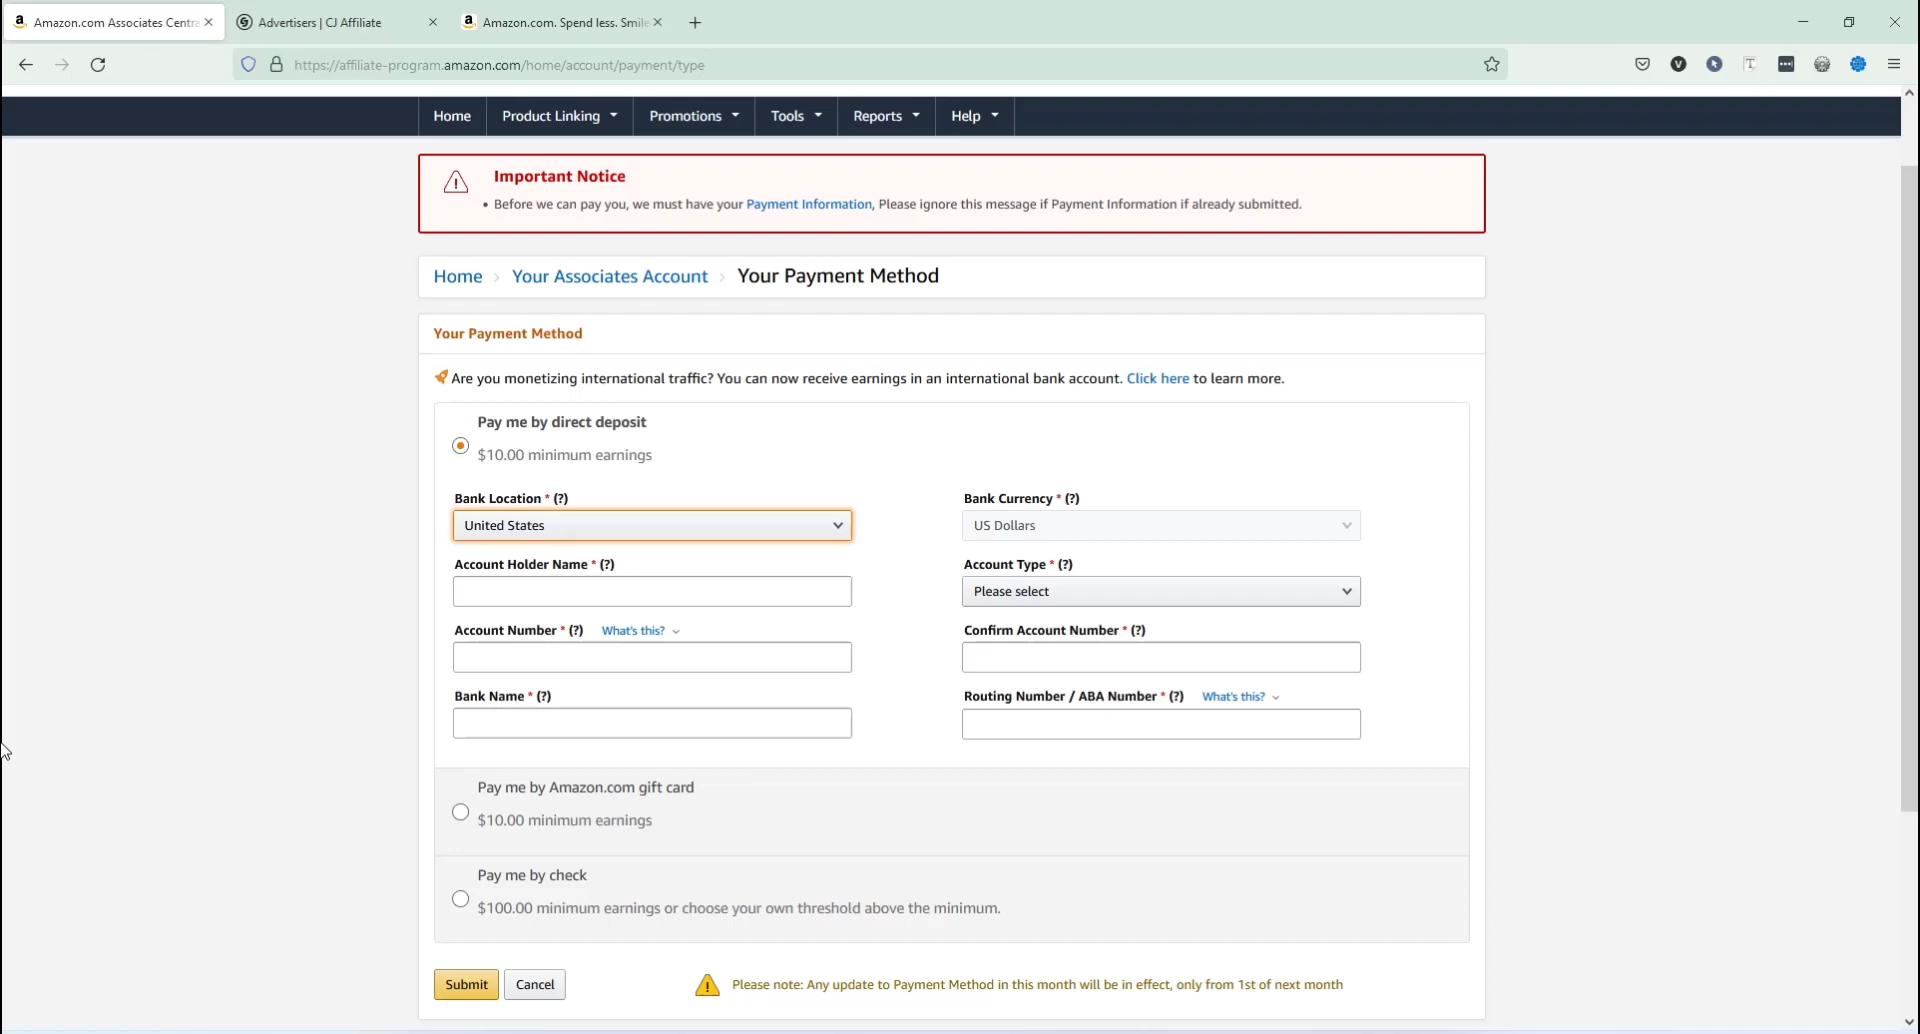 Amazon.com Associates Centra
Advertisers | CJ Affiliate
Amazon.com. Spend less. Smile
https://affiliate-program.amazon.com/home/account/payment/type
Home
Product Linking
Promotions
Tools
Reports
Help
Important Notice
• Before we can pay you, we must have your Payment Information, Please ignore this message if Payment Information if already submitted.
Home › Your Associates Account › Your Payment Method
Your Payment Method
Are you monetizing international traffic? You can now receive earnings in an international bank account. Click here to learn more.
Pay me by direct deposit
$10.00 minimum earnings
Bank Location * (?)
Bank Currency * (?)
United States
US Dollars
Account Holder Name * (?)
Account Type * (?)
Please select
Account Number * (?) What's this?
Confirm Account Number * (?)
Bank Name * (?)
Routing Number / ABA Number * (?) What's this?
Pay me by Amazon.com gift card
$10.00 minimum earnings
Pay me by check
$100.00 minimum earnings or choose your own threshold above the minimum.
Submit
Cancel
Please note: Any update to Payment Method in this month will be in effect, only from 1st of next month